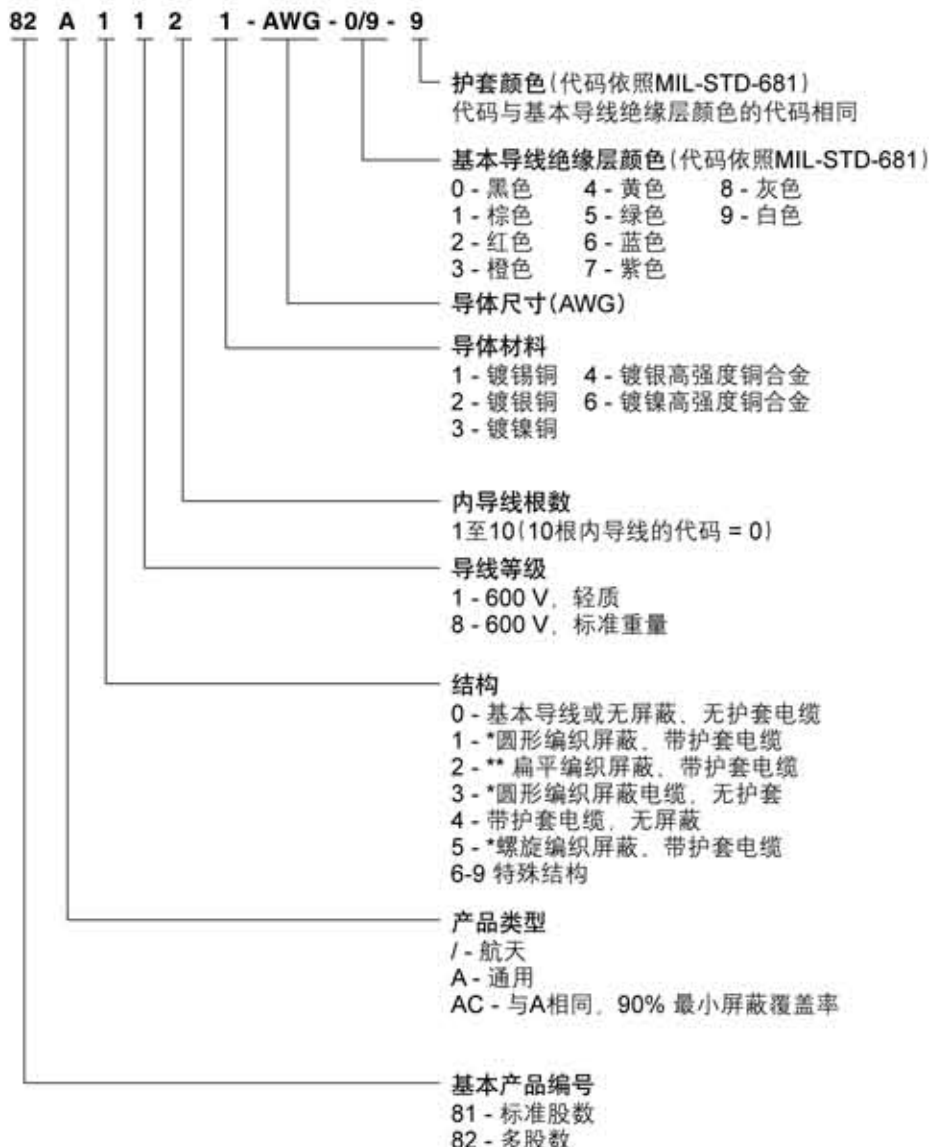 82 A 1 1 2 1 - AWG - 0/9 - 9
护套颜色(代码依照MIL-STD-681)
代码与基本导线绝缘层颜色的代码相同
基本导线绝缘层颜色(代码依照MIL-STD-681)
0 - 黑色 4 - 黄色 8 - 灰色
1 - 棕色 5 - 绿色 9 - 白色
2 - 红色 6 - 蓝色
3 - 橙色 7 - 紫色
导体尺寸(AWG)
导体材料
1 - 镀锡铜 4 - 镀银高强度铜合金
2 - 镀银铜 6 - 镀镍高强度铜合金
3 - 镀镍铜
内导线根数
1至10(10根内导线的代码 = 0)
导线等级
1 - 600 V、轻质
8 - 600 V、标准重量
结构
0 - 基本导线或无屏蔽、无护套电缆
1 - *圆形编织屏蔽、带护套电缆
2 - ** 扁平编织屏蔽、带护套电缆
3 - *圆形编织屏蔽电缆、无护套
4 - 带护套电缆、无屏蔽
5 - *螺旋编织屏蔽、带护套电缆
6-9 特殊结构
产品类型
/ - 航天
A - 通用
AC - 与A相同、90% 最小屏蔽覆盖率
基本产品编号
81 - 标准股数
82 - 多股数